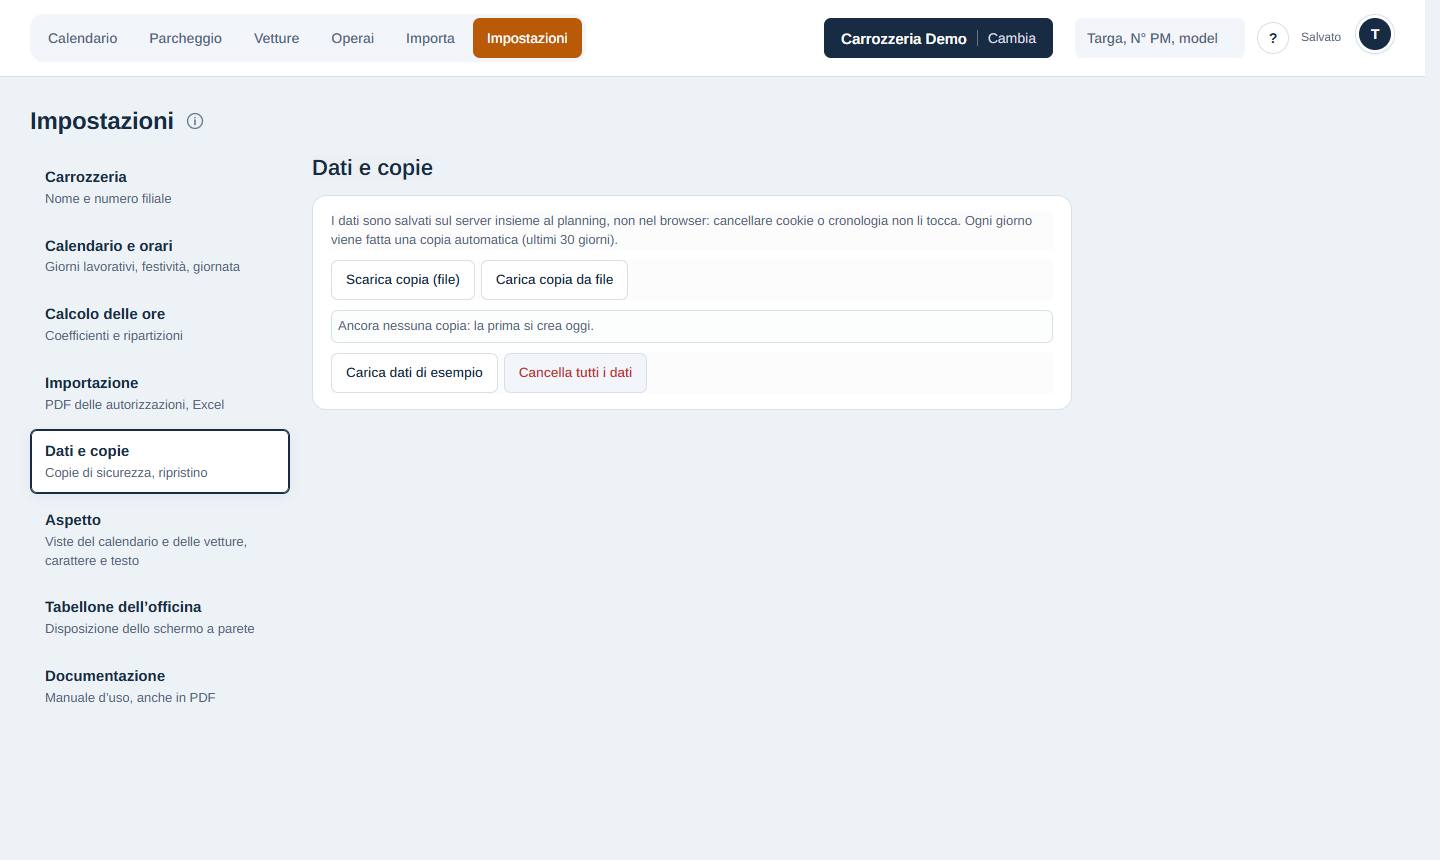 Calendario Parcheggio Vetture Operai Importa Impostazioni Carrozzeria Demo Cambia Targa, N° PM, model ? Salvato T
Impostazioni
Carrozzeria
Nome e numero filiale
Calendario e orari
Giorni lavorativi, festività, giornata
Calcolo delle ore
Coefficienti e ripartizioni
Importazione
PDF delle autorizzazioni, Excel
Dati e copie
Copie di sicurezza, ripristino
Aspetto
Viste del calendario e delle vetture,
carattere e testo
Tabellone dell’officina
Disposizione dello schermo a parete
Documentazione
Manuale d’uso, anche in PDF
Dati e copie
I dati sono salvati sul server insieme al planning, non nel browser: cancellare cookie o cronologia non li tocca. Ogni giorno
viene fatta una copia automatica (ultimi 30 giorni).
Scarica copia (file) Carica copia da file
Ancora nessuna copia: la prima si crea oggi.
Carica dati di esempio Cancella tutti i dati